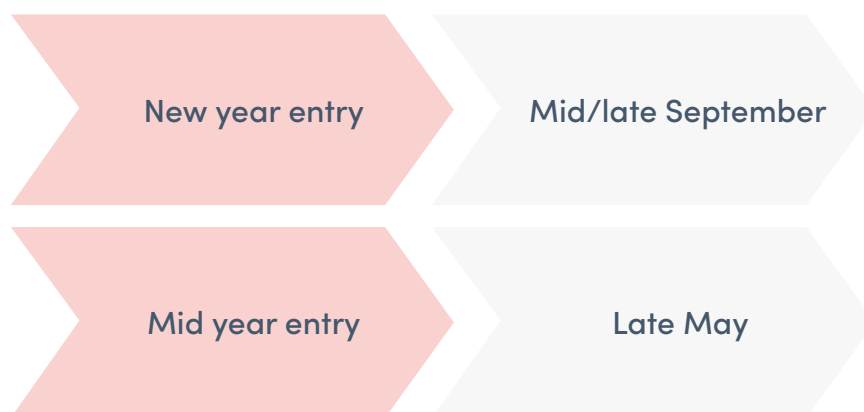 New year entry
Mid/late September
Mid year entry
Late May